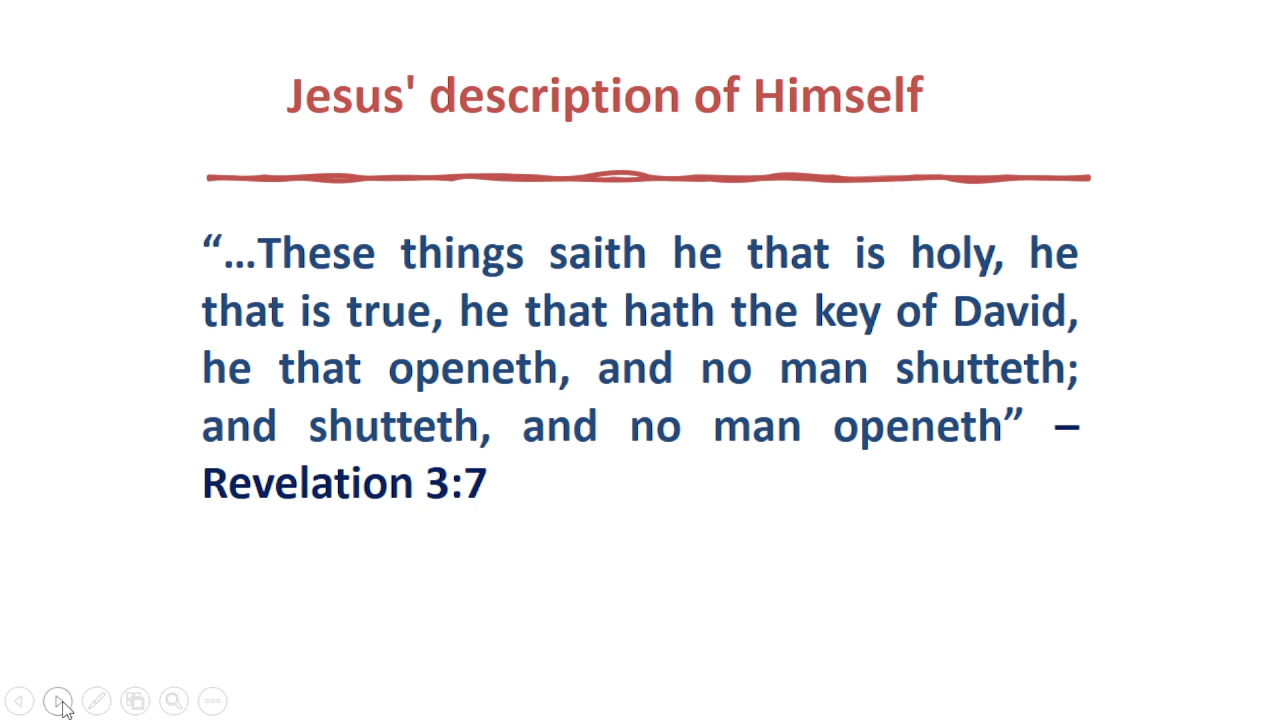 Jesus' description of Himself
“...These things saith he that is holy, he
that is true, he that hath the key of David,
he that openeth, and no man shutteth;
and shutteth, and no man openeth” –
Revelation 3:7